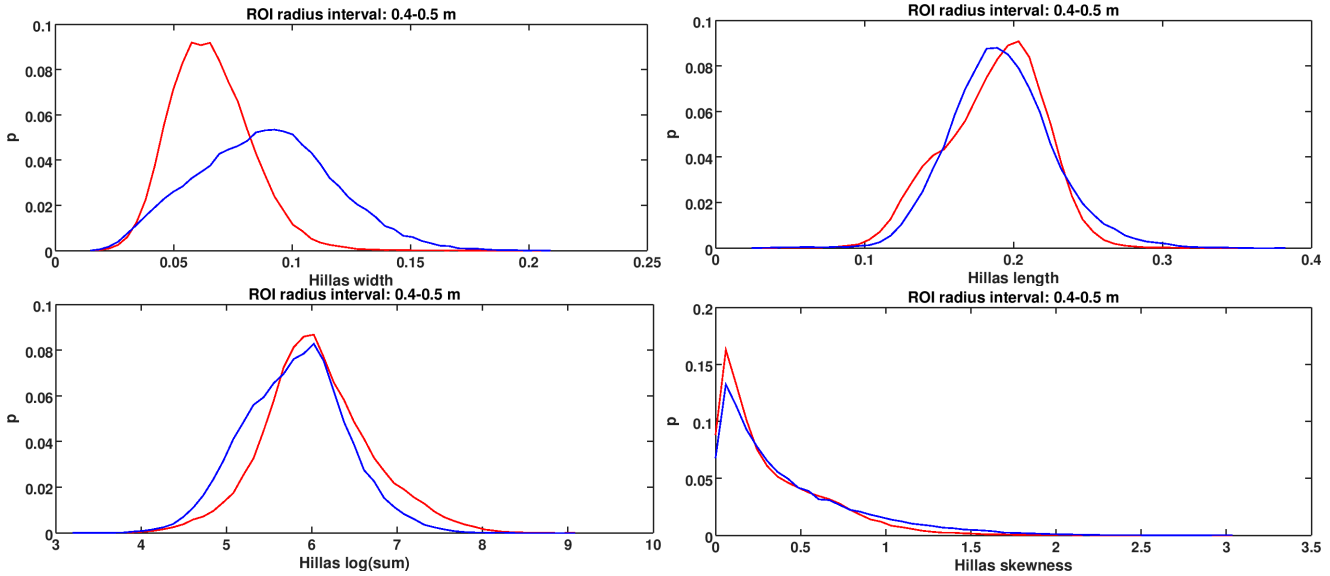 ROI radius interval: 0.4-0.5 m
0.1
0.08
0.06
0.04
0.02
0
p
0 0.05 0.1 0.15 0.2 0.25
Hillas width
ROI radius interval: 0.4-0.5 m
0.1
0.08
0.06
0.04
0.02
0
p
0 0.1 0.2 0.3 0.4
Hillas length
ROI radius interval: 0.4-0.5 m
0.1
0.08
0.06
0.04
0.02
0
p
3 4 5 6 7 8 9 10
Hillas log(sum)
ROI radius interval: 0.4-0.5 m
0.2
0.15
0.1
0.05
0
p
0 0.5 1 1.5 2 2.5 3 3.5
Hillas skewness